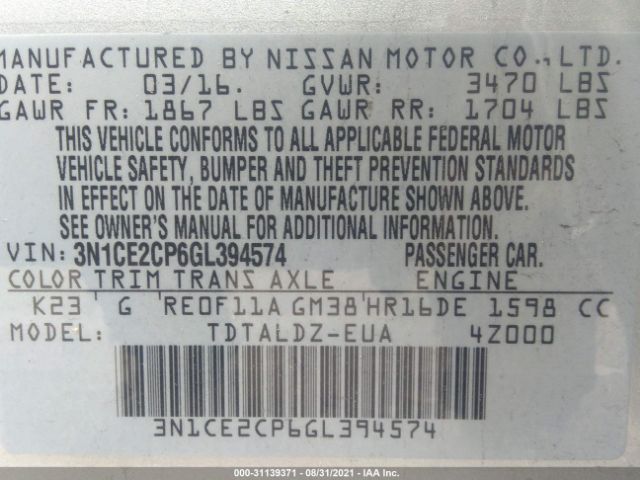 MANUFACTURED BY NISSAN MOTOR CO.,LTD.
DATE: 03/16. GVWR: 3470 LBS
GAWR FR: 1867 LBS GAWR RR: 1704 LBS
THIS VEHICLE CONFORMS TO ALL APPLICABLE FEDERAL MOTOR
VEHICLE SAFETY, BUMPER AND THEFT PREVENTION STANDARDS
IN EFFECT ON THE DATE OF MANUFACTURE SHOWN ABOVE.
SEE OWNER'S MANUAL FOR ADDITIONAL INFORMATION.
VIN: 3N1CE2CP6GL394574 PASSENGER CAR.
COLOR TRIM TRANS AXLE ENGINE
K23 G RE0F11A GM38 HR16DE 1598 CC
MODEL: TDTALDZ-EUA 4Z000
3N1CE2CP6GL394574
000-31139371 - 08/31/2021 - IAA Inc.